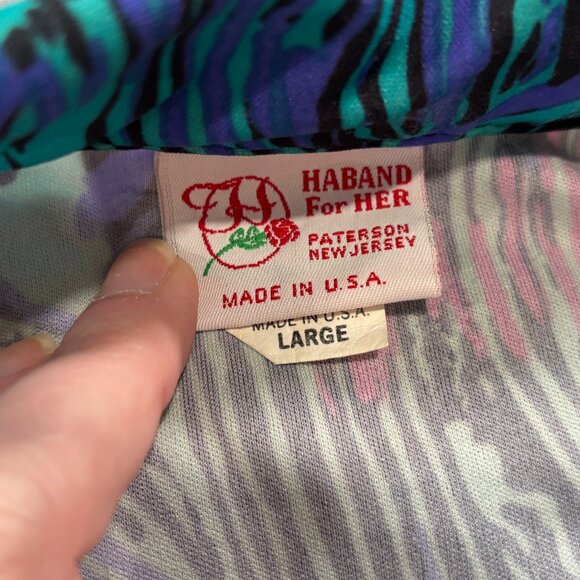 H
HABAND
For HER
PATERSON
NEW JERSEY
MADE IN U.S.A.
MADE IN U.S.A.
LARGE